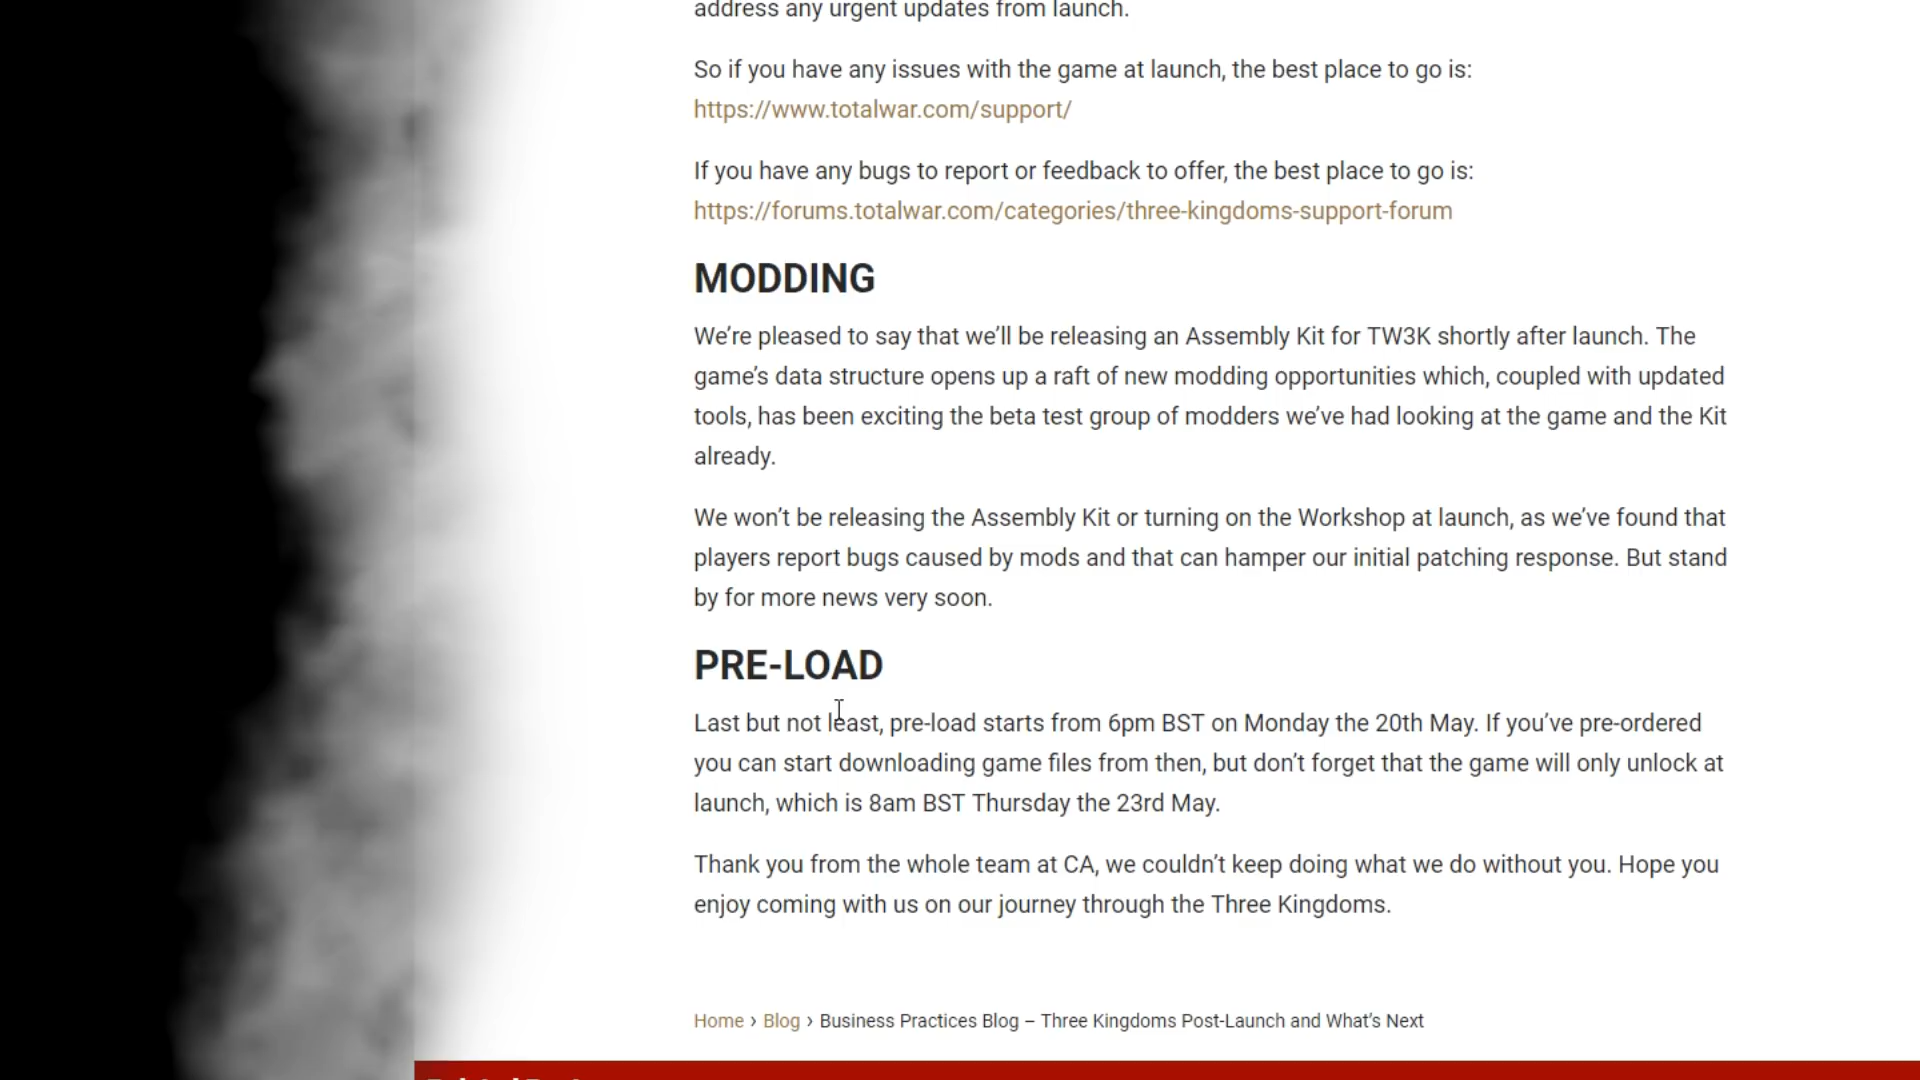 address any urgent updates from launch.
So if you have any issues with the game at launch, the best place to go is:
https://www.totalwar.com/support/
If you have any bugs to report or feedback to offer, the best place to go is:
https://forums.totalwar.com/categories/three-kingdoms-support-forum
MODDING
We’re pleased to say that we’ll be releasing an Assembly Kit for TW3K shortly after launch. The
game’s data structure opens up a raft of new modding opportunities which, coupled with updated
tools, has been exciting the beta test group of modders we’ve had looking at the game and the Kit
already.
We won’t be releasing the Assembly Kit or turning on the Workshop at launch, as we’ve found that
players report bugs caused by mods and that can hamper our initial patching response. But stand
by for more news very soon.
PRE-LOAD
Last but not least, pre-load starts from 6pm BST on Monday the 20th May. If you’ve pre-ordered
you can start downloading game files from then, but don’t forget that the game will only unlock at
launch, which is 8am BST Thursday the 23rd May.
Thank you from the whole team at CA, we couldn’t keep doing what we do without you. Hope you
enjoy coming with us on our journey through the Three Kingdoms.
Home › Blog › Business Practices Blog – Three Kingdoms Post-Launch and What’s Next